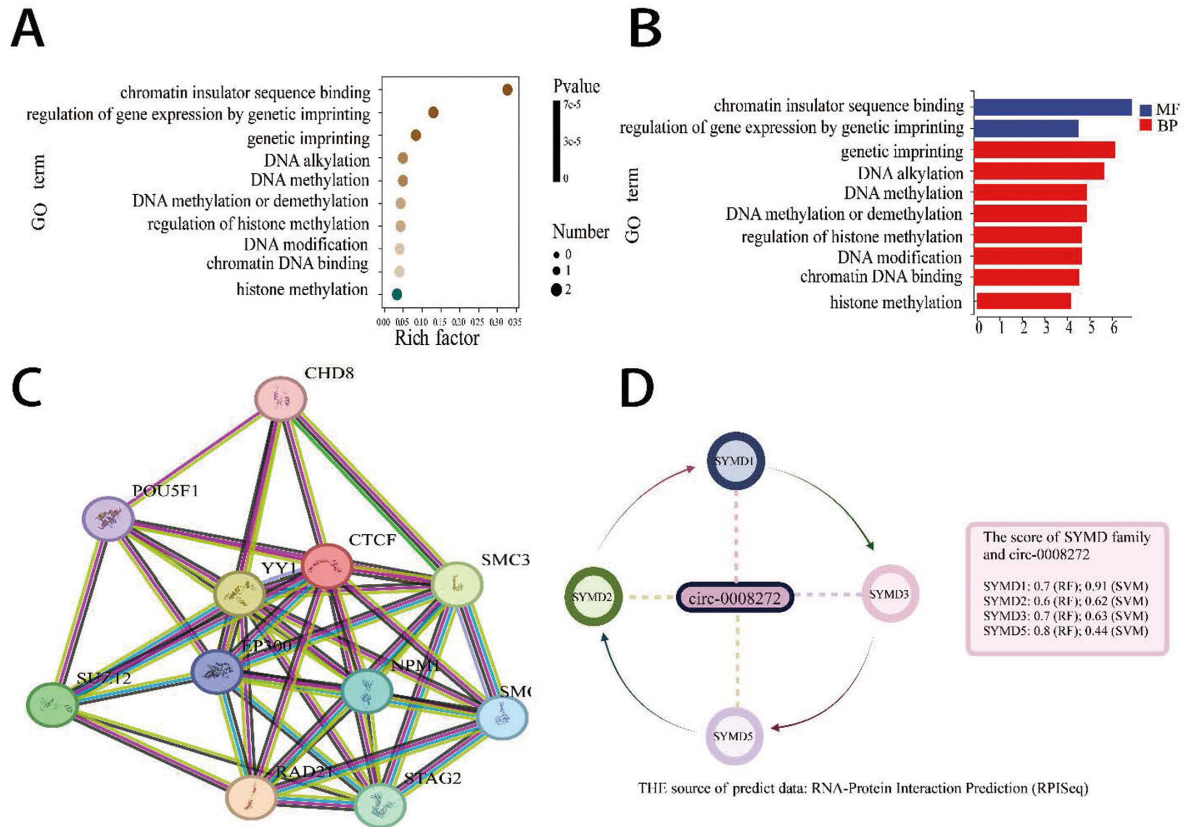 A
chromatin insulator sequence binding
regulation of gene expression by genetic imprinting
genetic imprinting
DNA alkylation
DNA methylation
DNA methylation or demethylation
regulation of histone methylation
DNA modification
chromatin DNA binding
histone methylation
GO term
0.00 0.05 0.10 0.15 0.20 0.25 0.30 0.35
Rich factor
Pvalue
7e-5
3e-5
0
Number
0
1
2
B
chromatin insulator sequence binding
regulation of gene expression by genetic imprinting
genetic imprinting
DNA alkylation
DNA methylation
DNA methylation or demethylation
regulation of histone methylation
DNA modification
chromatin DNA binding
histone methylation
GO term
0 1 2 3 4 5 6
MF
BP
C
CHD8
POU5F1
CTCF
YY1
SMC3
EP300
NPM1
SUZ12
SMC
RAD21
STAG2
D
SYMD1
SYMD2
circ-0008272
SYMD3
SYMD5
The score of SYMD family
and circ-0008272
SYMD1: 0.7 (RF); 0.91 (SVM)
SYMD2: 0.6 (RF); 0.62 (SVM)
SYMD3: 0.7 (RF); 0.63 (SVM)
SYMD5: 0.8 (RF); 0.44 (SVM)
THE source of predict data: RNA-Protein Interaction Prediction (RPISeq)